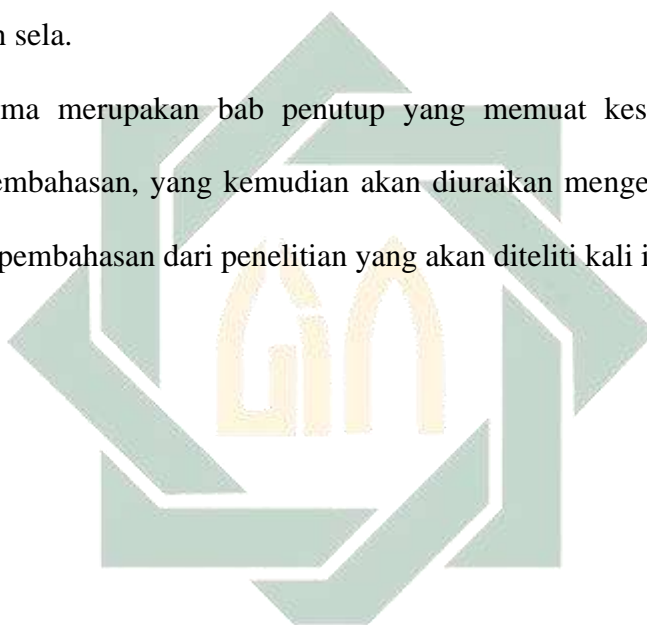 n sela.
ma merupakan bab penutup yang memuat kes
embahasan, yang kemudian akan diuraikan menge
pembahasan dari penelitian yang akan diteliti kali i